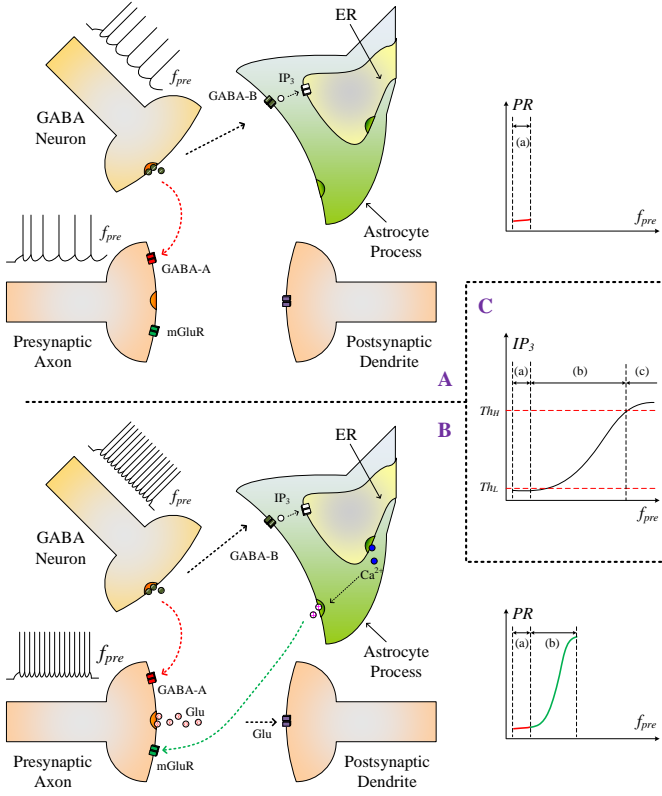 ER
f_pre
IP₃
GABA-B
GABA
Neuron
PR
(a)
f_pre
f_pre
Astrocyte
Process
GABA-A
mGluR
Presynaptic
Axon
Postsynaptic
Dendrite
A
C
IP₃
(a) (b) (c)
Th_H
Th_L
f_pre
B
ER
f_pre
IP₃
GABA
Neuron
GABA-B
Ca²⁺
Astrocyte
Process
PR
(a) (b)
f_pre
f_pre
GABA-A
Glu
Glu
mGluR
Presynaptic
Axon
Postsynaptic
Dendrite